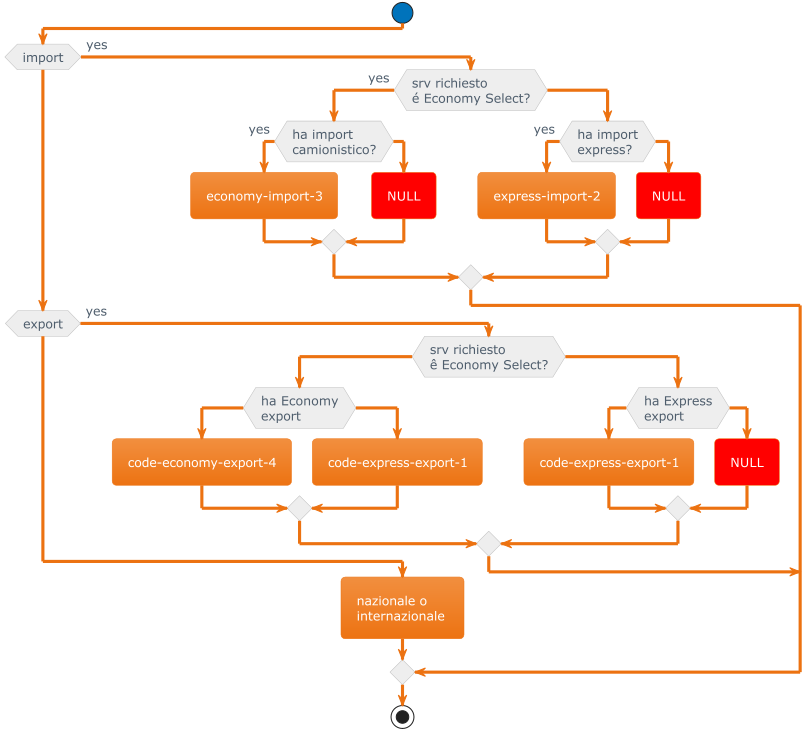 yes
import
yes
srv richiesto
é Economy Select?
yes
ha import
camionistico?
yes
ha import
express?
economy-import-3
NULL
express-import-2
NULL
yes
export
srv richiesto
ê Economy Select?
ha Economy
export
ha Express
export
code-economy-export-4
code-express-export-1
code-express-export-1
NULL
nazionale o
internazionale